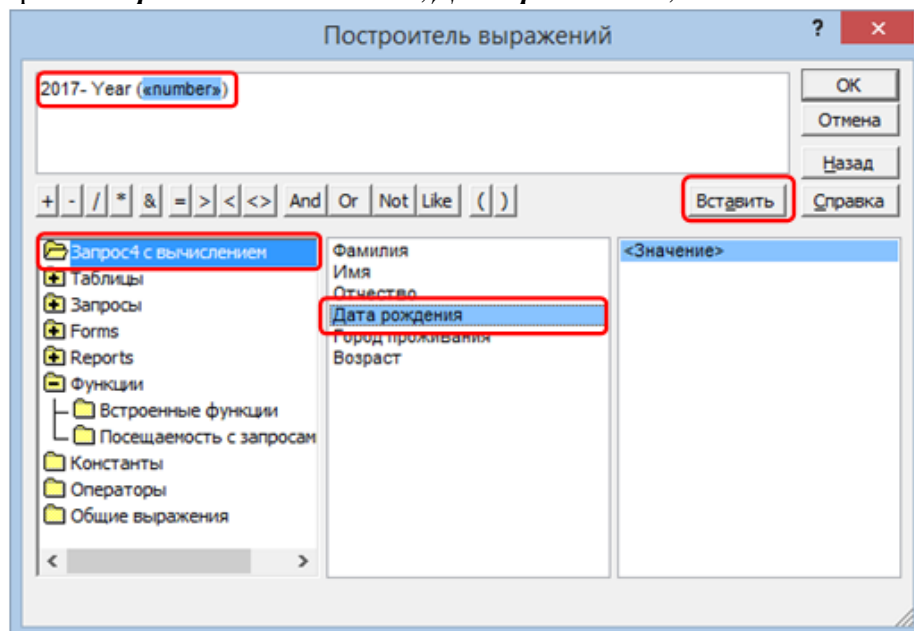 Построитель выражений
?
×
2017- Year («number»)
OK
Отмена
Назад
+ - / * & = > < <> And Or Not Like ( )
Вставить
Справка
Запрос4 с вычислением
Таблицы
Запросы
Forms
Reports
Функции
Встроенные функции
Посещаемость с запросам
Константы
Операторы
Общие выражения
Фамилия
Имя
Отчество
Дата рождения
Город проживания
Возраст
<Значение>